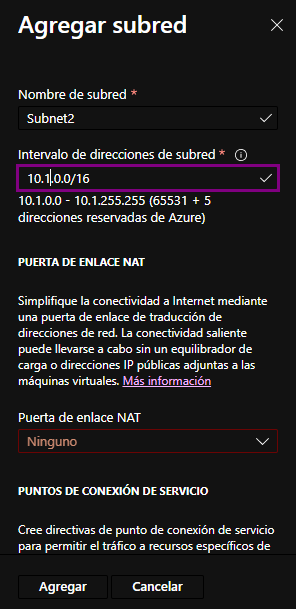 Agregar subred
Nombre de subred *
Subnet2
Intervalo de direcciones de subred *
10.1.0.0/16
10.1.0.0 - 10.1.255.255 (65531 + 5
direcciones reservadas de Azure)
PUERTA DE ENLACE NAT
Simplifique la conectividad a Internet mediante
una puerta de enlace de traducción de
direcciones de red. La conectividad saliente
puede llevarse a cabo sin un equilibrador de
carga o direcciones IP públicas adjuntas a las
máquinas virtuales. Más información
Puerta de enlace NAT
Ninguno
PUNTOS DE CONEXIÓN DE SERVICIO
Cree directivas de punto de conexión de servicio
para permitir el tráfico a recursos específicos de
Agregar
Cancelar